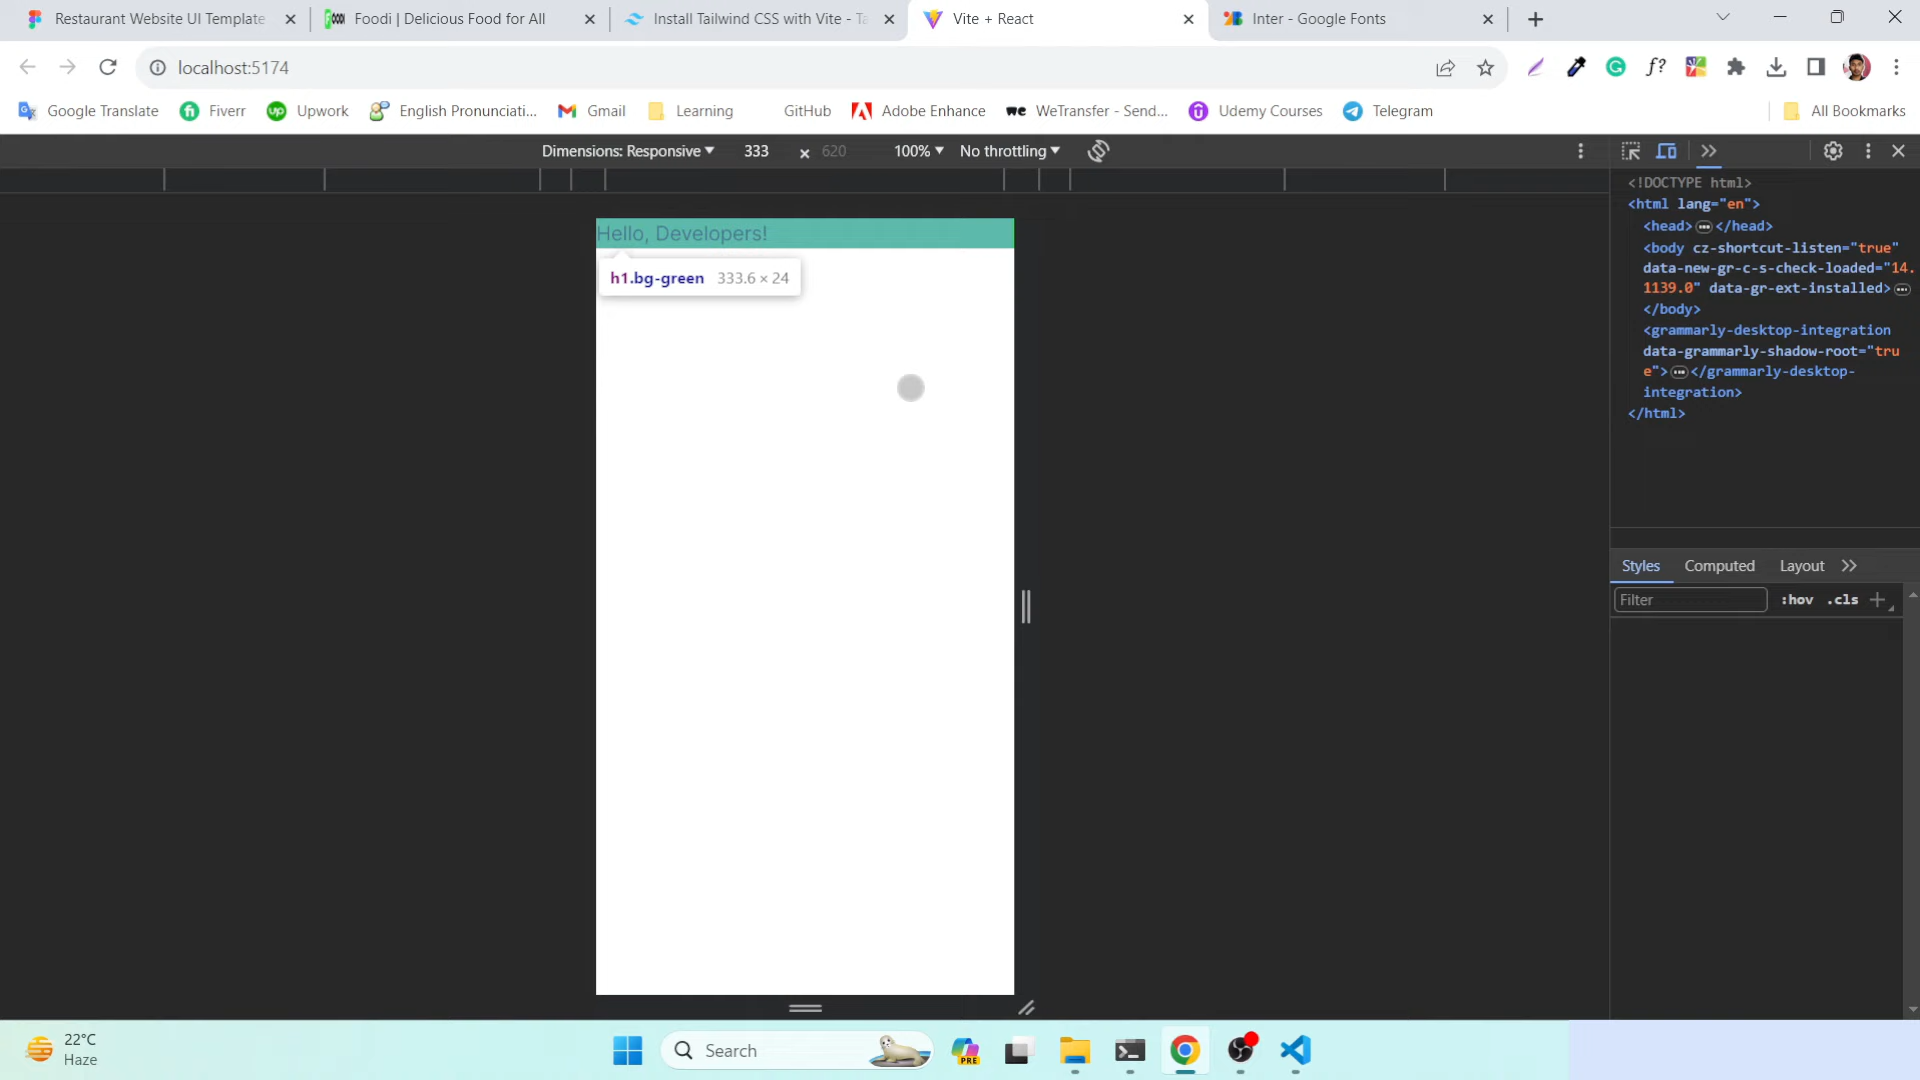 Restaurant Website UI Template
Foodi | Delicious Food for All
Install Tailwind CSS with Vite - Ta
Vite + React
Inter - Google Fonts
localhost:5174
f?
Google Translate
Fiverr
Upwork
English Pronunciati...
Gmail
Learning
GitHub
Adobe Enhance
WeTransfer - Send...
Udemy Courses
Telegram
All Bookmarks
Dimensions: Responsive
333
×
620
100%
No throttling
Hello, Developers!
h1.bg-green 333.6 × 24
<!DOCTYPE html>
<html lang="en">
<head>…</head>
<body cz-shortcut-listen="true"
data-new-gr-c-s-check-loaded="14.
1139.0" data-gr-ext-installed>…
</body>
<grammarly-desktop-integration
data-grammarly-shadow-root="tru
e">…</grammarly-desktop-
integration>
</html>
Styles
Computed
Layout
Filter
:hov
.cls
22°C
Haze
Search
PRE